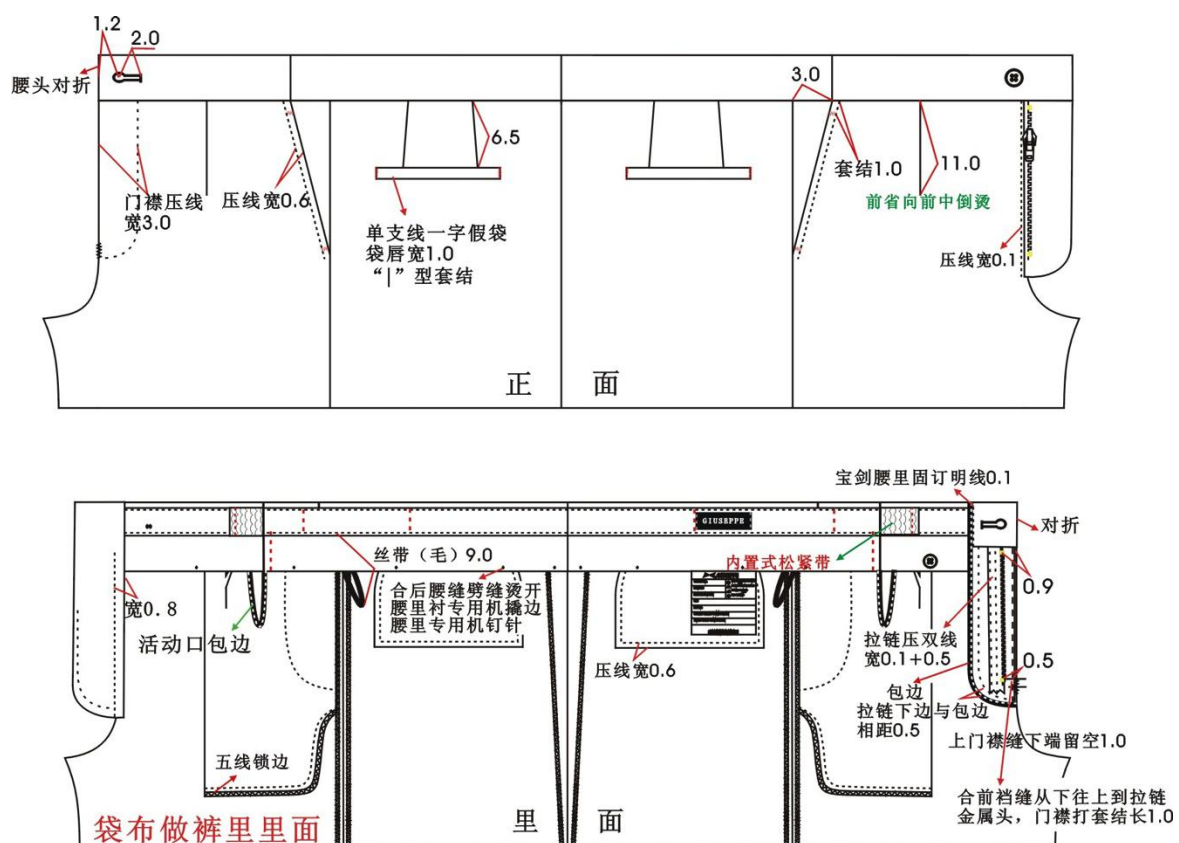 1.2
2.0
腰头对折
3.0
6.5
套结1.0
11.0
门襟压线
宽3.0
压线宽0.6
前省向前中倒烫
单支线一字假袋
袋唇宽1.0
“|”型套结
压线宽0.1
正 面
宝剑腰里固订明线0.1
GIUSEPPE
对折
丝带（毛）9.0
内置式松紧带
合后腰缝劈缝烫开
腰里衬专用机撬边
腰里专用机钉针
宽0.8
0.9
活动口包边
拉链压双线
宽0.1+0.5
压线宽0.6
0.5
包边
拉链下边与包边
相距0.5
上门襟缝下端留空1.0
五线锁边
合前裆缝从下往上到拉链
金属头，门襟打套结长1.0
袋布做裤里里面
里 面